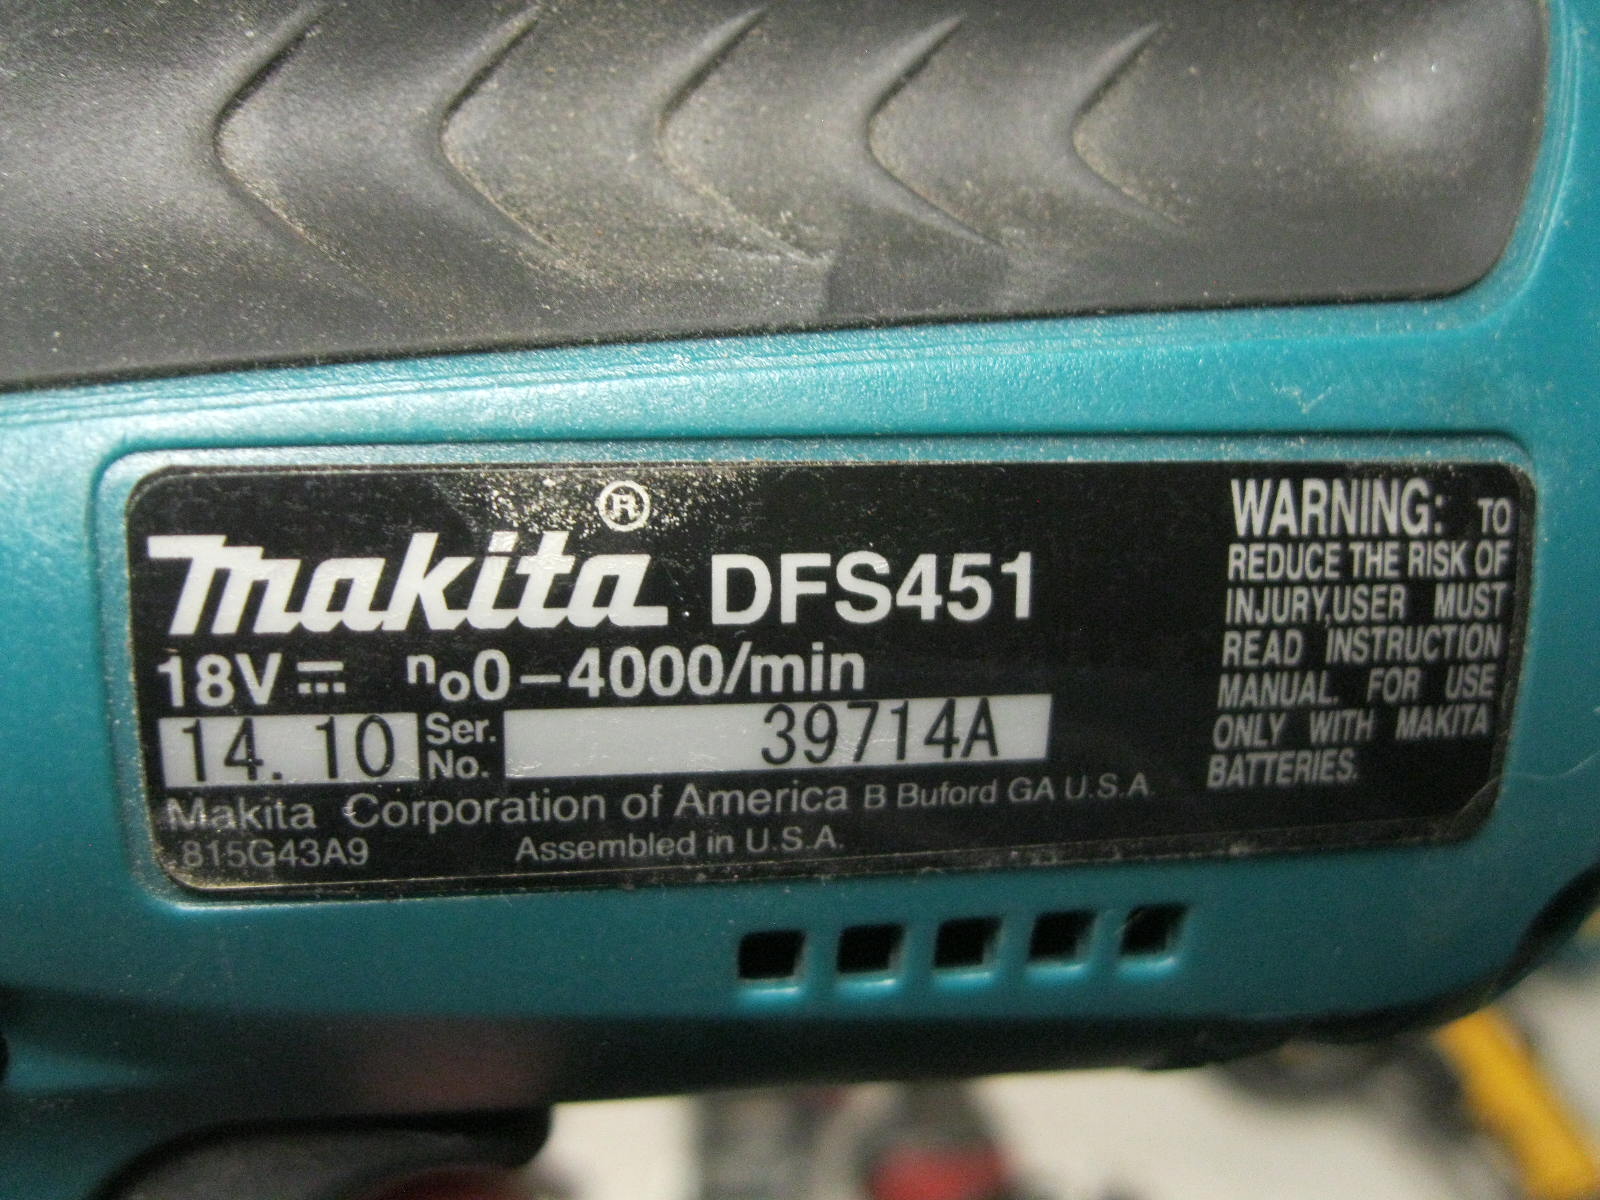 makita ® DFS451
18V ⎓ no0–4000/min
14. 10 Ser. No. 39714A
Makita Corporation of America B Buford GA U.S.A.
815G43A9 Assembled in U.S.A.
WARNING: TO
REDUCE THE RISK OF
INJURY,USER MUST
READ INSTRUCTION
MANUAL. FOR USE
ONLY WITH MAKITA
BATTERIES.